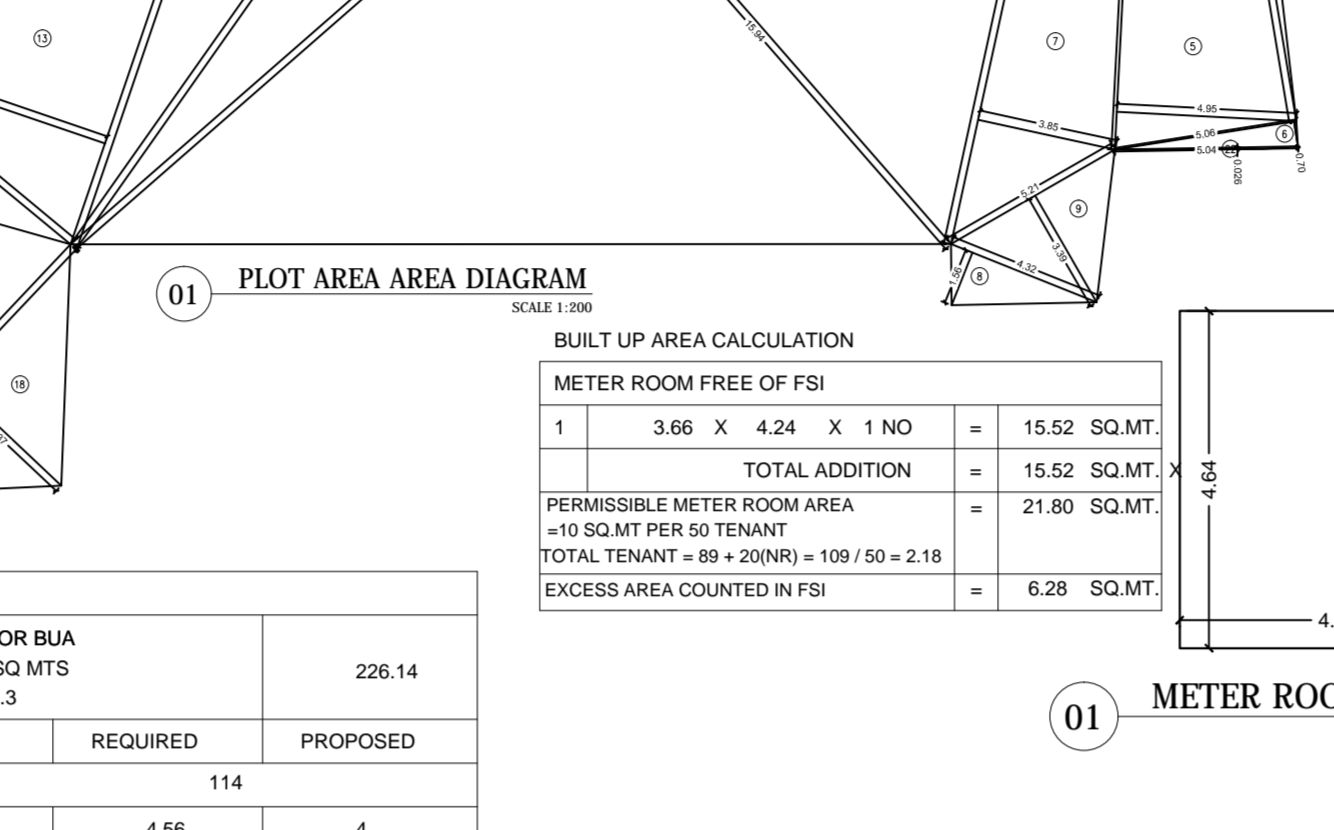 13
15.94
7
5
4.95
3.85
5.06
6
5.04
22
0.026
0.70
5.21
9
3.39
4.32
1.56
8
01 PLOT AREA AREA DIAGRAM
SCALE 1:200
18
BUILT UP AREA CALCULATION
METER ROOM FREE OF FSI
1 3.66 X 4.24 X 1 NO = 15.52 SQ.MT.
TOTAL ADDITION = 15.52 SQ.MT. X
PERMISSIBLE METER ROOM AREA = 21.80 SQ.MT.
=10 SQ.MT PER 50 TENANT
TOTAL TENANT = 89 + 20(NR) = 109 / 50 = 2.18
EXCESS AREA COUNTED IN FSI = 6.28 SQ.MT.
4.64
4.
01 METER ROO
OR BUA
SQ MTS 226.14
.3
REQUIRED PROPOSED
114
4.56 4